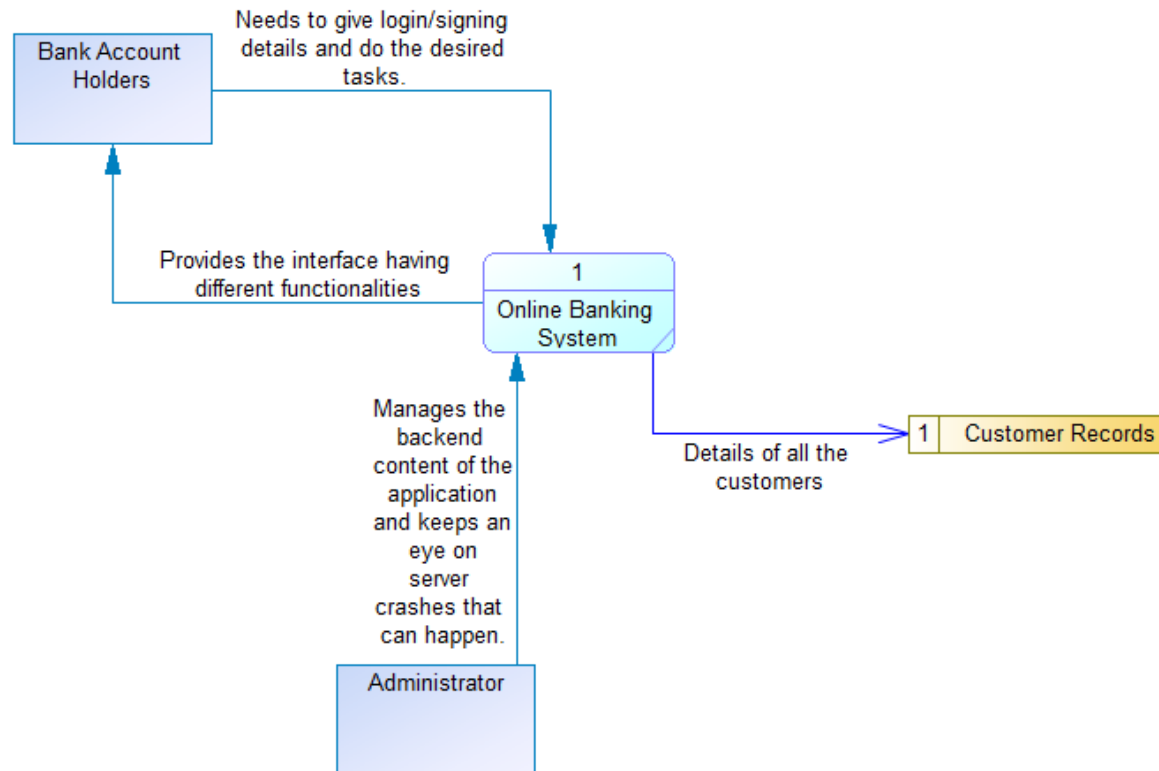 Needs to give login/signing
details and do the desired
tasks.
Bank Account
Holders
Provides the interface having
different functionalities
1
Online Banking
System
Manages the
backend
content of the
application
and keeps an
eye on
server
crashes that
can happen.
1
Customer Records
Details of all the
customers
Administrator